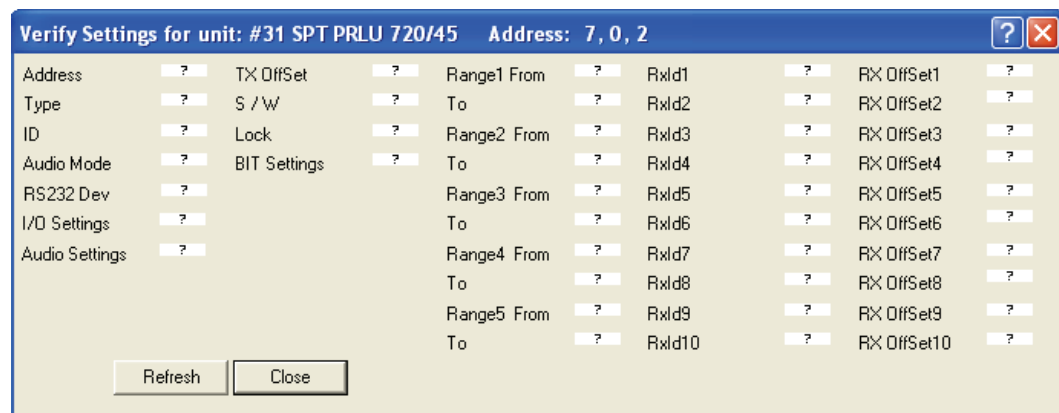 Verify Settings for unit: #31 SPT PRLU 720/45 Address: 7, 0, 2 ?
Address ? TX OffSet ? Range1 From ? RxId1 ? RX OffSet1 ?
Type ? S / W ? To ? RxId2 ? RX OffSet2 ?
ID ? Lock ? Range2 From ? RxId3 ? RX OffSet3 ?
Audio Mode ? BIT Settings ? To ? RxId4 ? RX OffSet4 ?
RS232 Dev ? Range3 From ? RxId5 ? RX OffSet5 ?
I/O Settings ? To ? RxId6 ? RX OffSet6 ?
Audio Settings ? Range4 From ? RxId7 ? RX OffSet7 ?
To ? RxId8 ? RX OffSet8 ?
Range5 From ? RxId9 ? RX OffSet9 ?
To ? RxId10 ? RX OffSet10 ?
Refresh Close